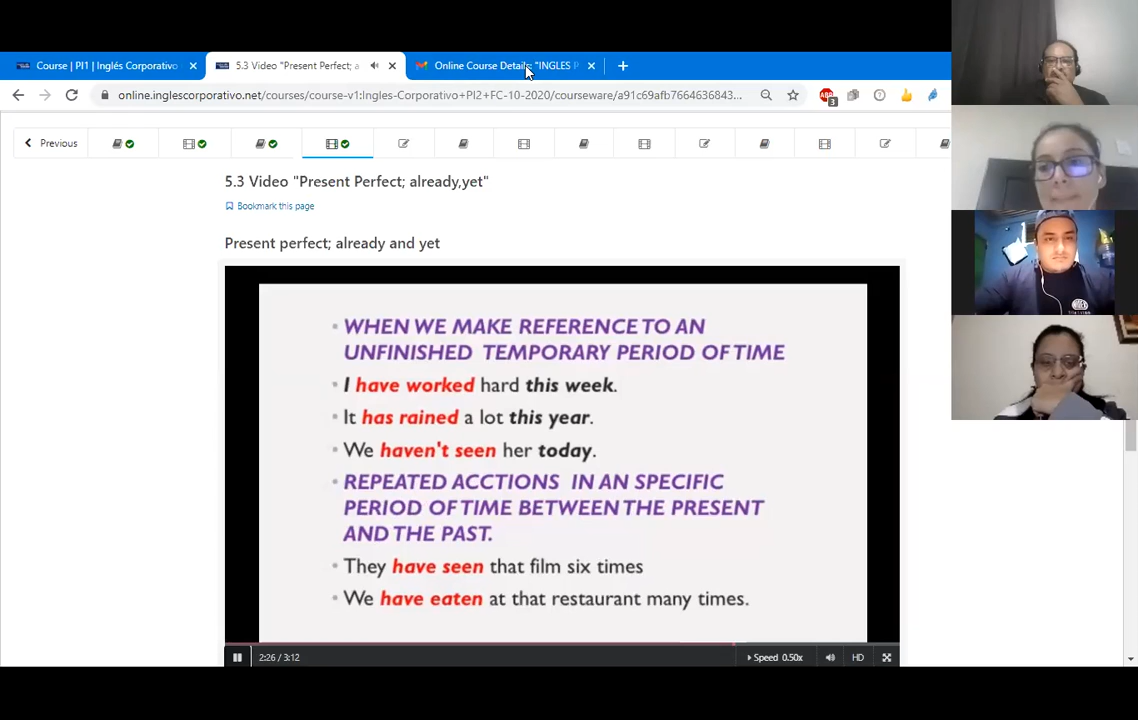 Course | PI1 | Inglés Corporativo
5.3 Video "Present Perfect; a
Online Course Details: "INGLES P
online.inglescorporativo.net/courses/course-v1:Ingles-Corporativo+PI2+FC-10-2020/courseware/a91c69afb7664636843...
3
Previous
5.3 Video "Present Perfect; already,yet"
Bookmark this page
Present perfect; already and yet
WHEN WE MAKE REFERENCE TO AN
UNFINISHED TEMPORARY PERIOD OF TIME
I have worked hard this week.
It has rained a lot this year.
We haven't seen her today.
REPEATED ACCTIONS IN AN SPECIFIC
PERIOD OF TIME BETWEEN THE PRESENT
AND THE PAST.
They have seen that film six times
We have eaten at that restaurant many times.
2:26 / 3:12
Speed 0.50x
HD